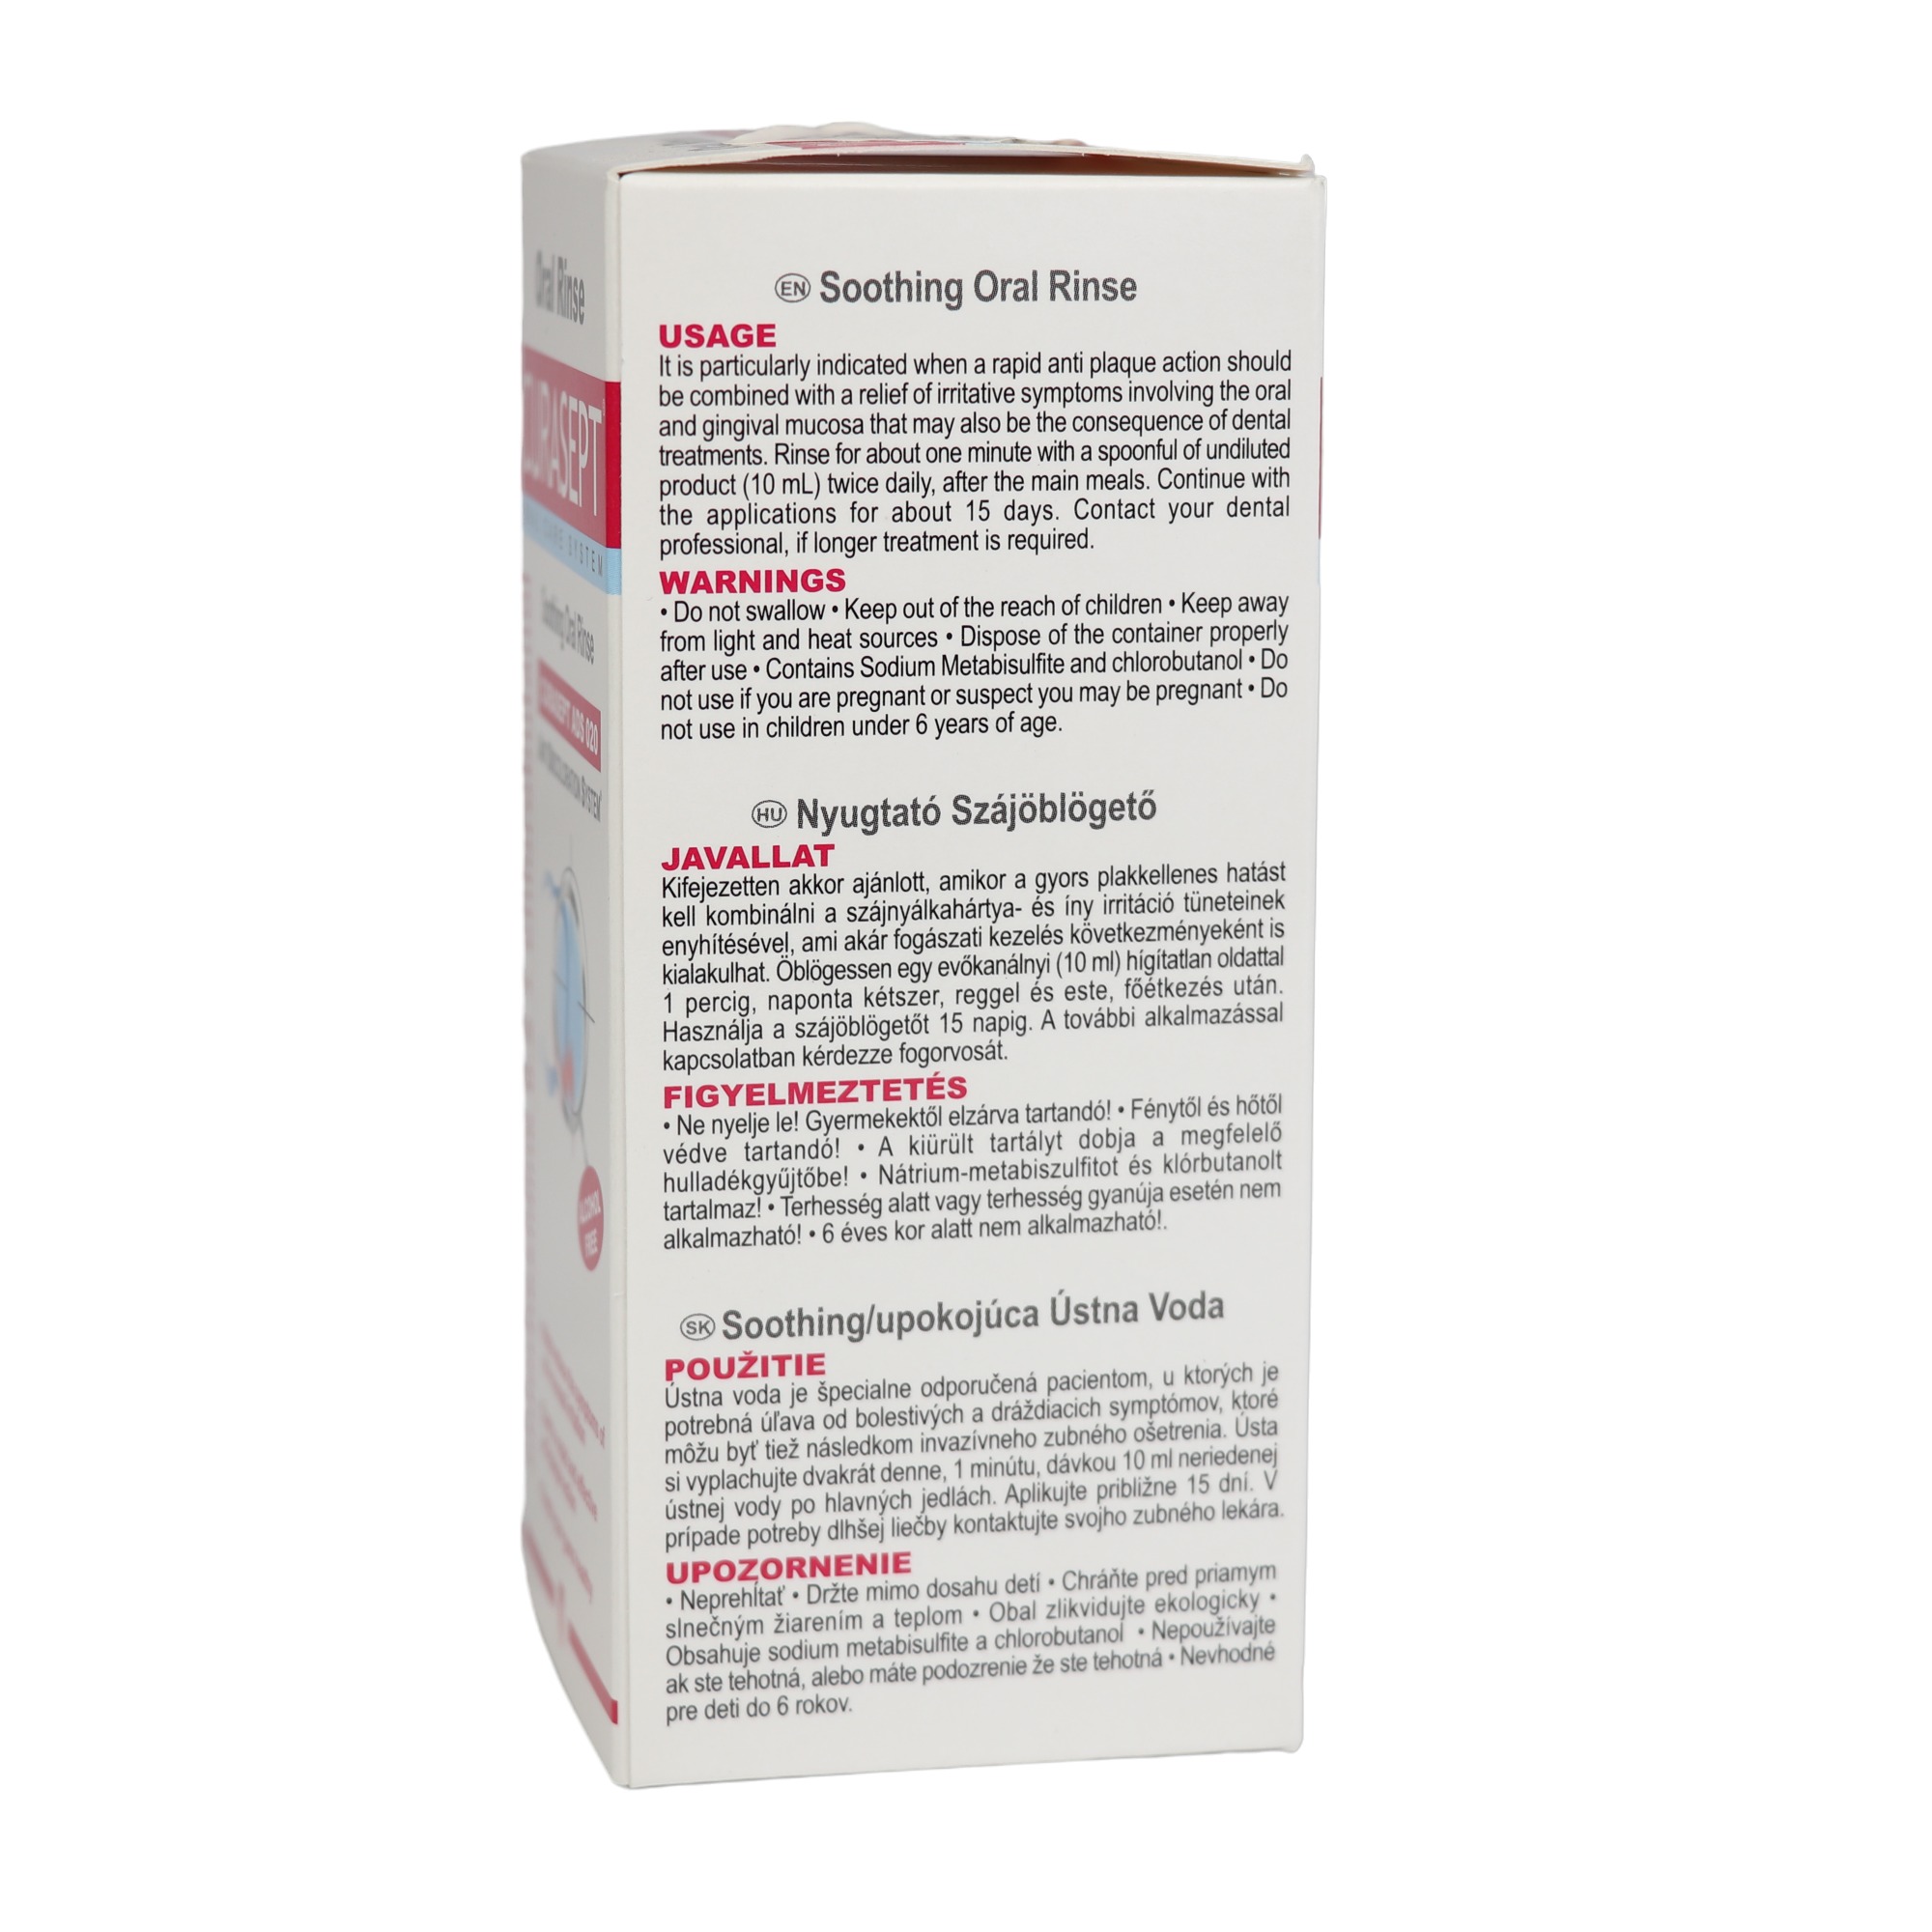 Oral Rinse
CURASEPT
CARE SYSTEM
Soothing Oral Rinse
CURASEPT ADS 020
ANTI DISCOLORATION SYSTEM
ALCOHOL
FREE
EN Soothing Oral Rinse
USAGE
It is particularly indicated when a rapid anti plaque action should
be combined with a relief of irritative symptoms involving the oral
and gingival mucosa that may also be the consequence of dental
treatments. Rinse for about one minute with a spoonful of undiluted
product (10 mL) twice daily, after the main meals. Continue with
the applications for about 15 days. Contact your dental
professional, if longer treatment is required.
WARNINGS
• Do not swallow • Keep out of the reach of children • Keep away
from light and heat sources • Dispose of the container properly
after use • Contains Sodium Metabisulfite and chlorobutanol • Do
not use if you are pregnant or suspect you may be pregnant • Do
not use in children under 6 years of age.
HU Nyugtató Szájöblögető
JAVALLAT
Kifejezetten akkor ajánlott, amikor a gyors plakkellenes hatást
kell kombinálni a szájnyálkahártya- és íny irritáció tüneteinek
enyhítésével, ami akár fogászati kezelés következményeként is
kialakulhat. Öblögessen egy evőkanálnyi (10 ml) hígítatlan oldattal
1 percig, naponta kétszer, reggel és este, főétkezés után.
Használja a szájöblögetőt 15 napig. A további alkalmazással
kapcsolatban kérdezze fogorvosát.
FIGYELMEZTETÉS
• Ne nyelje le! Gyermekektől elzárva tartandó! • Fénytől és hőtől
védve tartandó! • A kiürült tartályt dobja a megfelelő
hulladékgyűjtőbe! • Nátrium-metabiszulfitot és klórbutanolt
tartalmaz! • Terhesség alatt vagy terhesség gyanúja esetén nem
alkalmazható! • 6 éves kor alatt nem alkalmazható!.
SK Soothing/upokojúca Ústna Voda
POUŽITIE
Ústna voda je špecialne odporučená pacientom, u ktorých je
potrebná úľava od bolestivých a dráždiacich symptómov, ktoré
môžu byť tiež následkom invazívneho zubného ošetrenia. Ústa
si vyplachujte dvakrát denne, 1 minútu, dávkou 10 ml neriedenej
ústnej vody po hlavných jedlách. Aplikujte približne 15 dní. V
prípade potreby dlhšej liečby kontaktujte svojho zubného lekára.
UPOZORNENIE
• Neprehĺtať • Držte mimo dosahu detí • Chráňte pred priamym
slnečným žiarením a teplom • Obal zlikvidujte ekologicky •
Obsahuje sodium metabisulfite a chlorobutanol • Nepoužívajte
ak ste tehotná, alebo máte podozrenie že ste tehotná • Nevhodné
pre deti do 6 rokov.